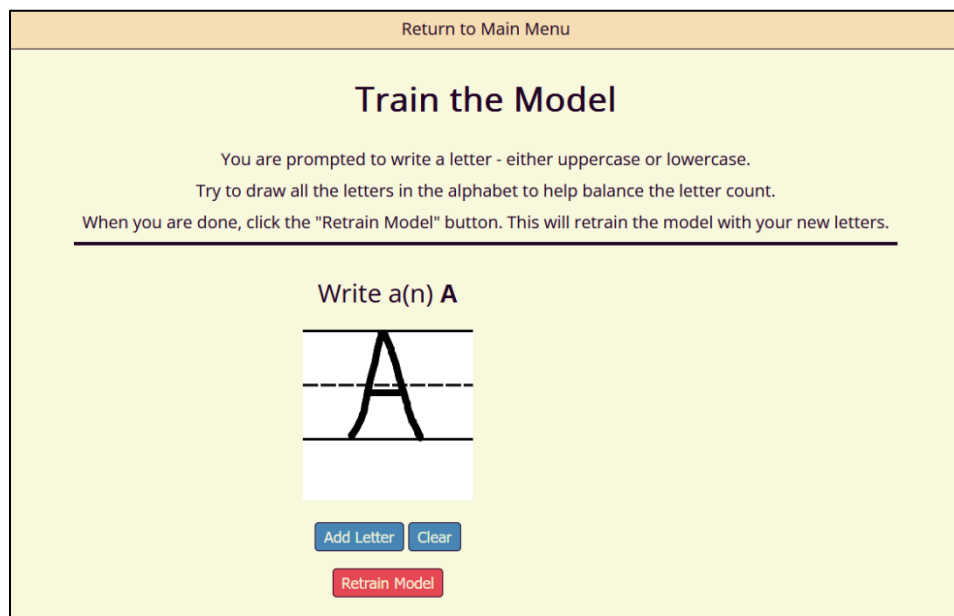 Return to Main Menu
Train the Model
You are prompted to write a letter - either uppercase or lowercase.
Try to draw all the letters in the alphabet to help balance the letter count.
When you are done, click the "Retrain Model" button. This will retrain the model with your new letters.
Write a(n) A
A
Add Letter Clear
Retrain Model